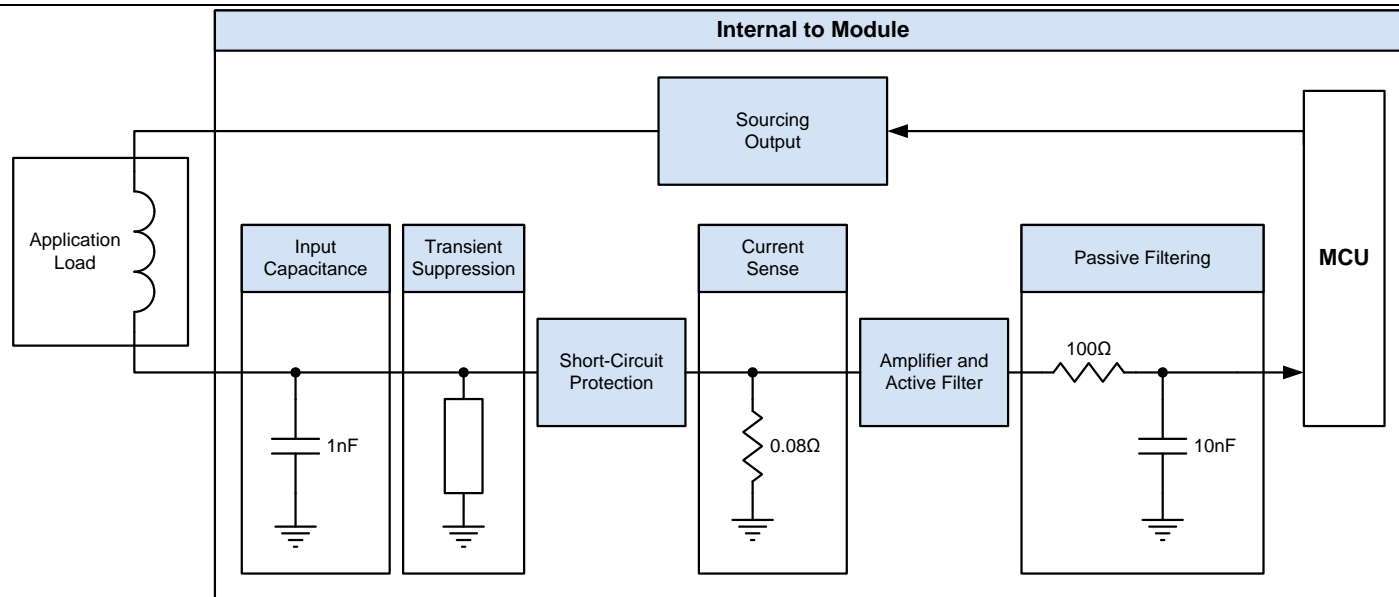 Internal to Module
Sourcing
Output
Application
Load
Input
Capacitance
Transient
Suppression
Current
Sense
Passive Filtering
MCU
Short-Circuit
Protection
Amplifier and
Active Filter
100Ω
1nF
0.08Ω
10nF